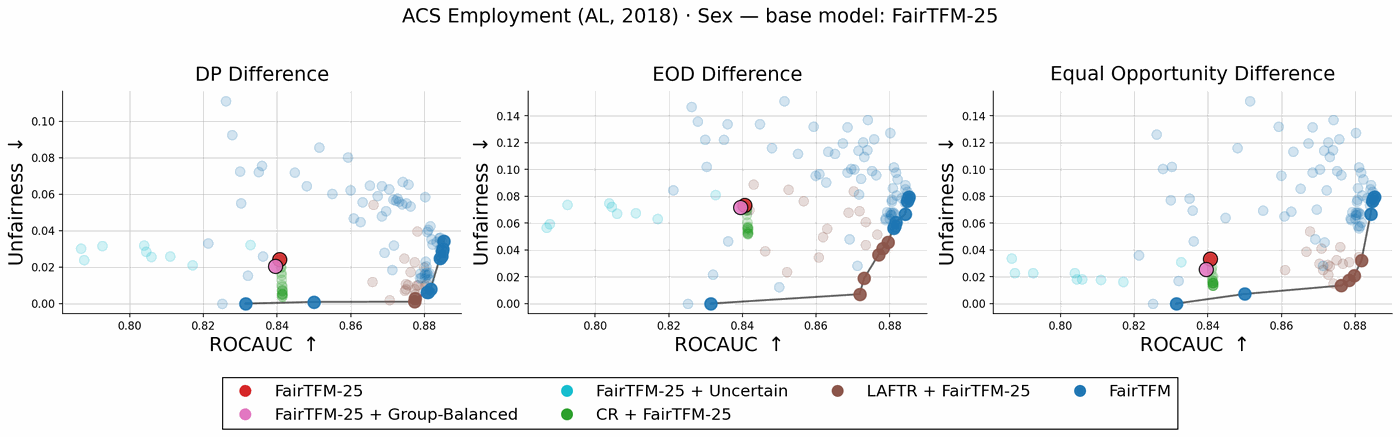 ACS Employment (AL, 2018) · Sex — base model: FairTFM-25
DP Difference
EOD Difference
Equal Opportunity Difference
Unfairness ↓
0.10
0.08
0.06
0.04
0.02
0.00
0.80 0.82 0.84 0.86 0.88
ROCAUC ↑
Unfairness ↓
0.14
0.12
0.10
0.08
0.06
0.04
0.02
0.00
0.80 0.82 0.84 0.86 0.88
ROCAUC ↑
Unfairness ↓
0.14
0.12
0.10
0.08
0.06
0.04
0.02
0.00
0.80 0.82 0.84 0.86 0.88
ROCAUC ↑
FairTFM-25
FairTFM-25 + Group-Balanced
FairTFM-25 + Uncertain
CR + FairTFM-25
LAFTR + FairTFM-25
FairTFM